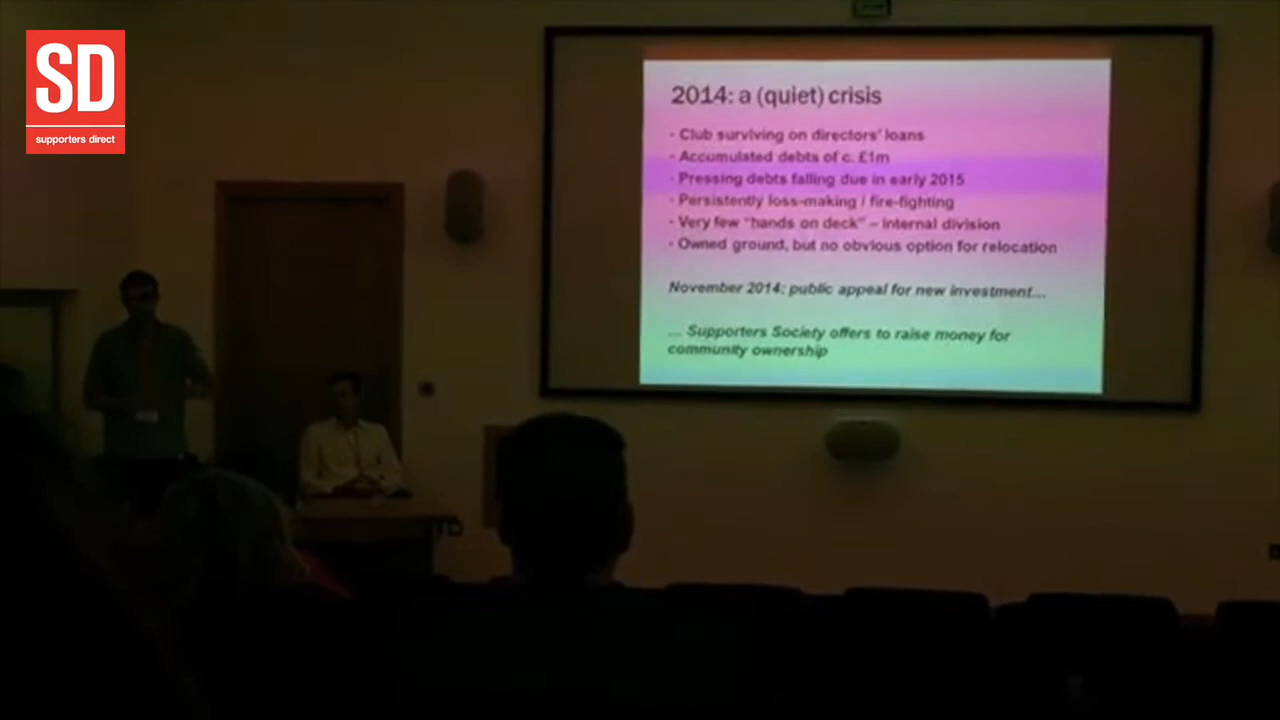 SD
supporters direct
2014: a (quiet) crisis
- Club surviving on directors' loans
- Accumulated debts of c. £1m
- Pressing debts falling due in early 2015
- Persistently loss-making / fire-fighting
- Very few "hands on deck" – internal division
- Owned ground, but no obvious option for relocation
November 2014: public appeal for new investment...
... Supporters Society offers to raise money for
community ownership